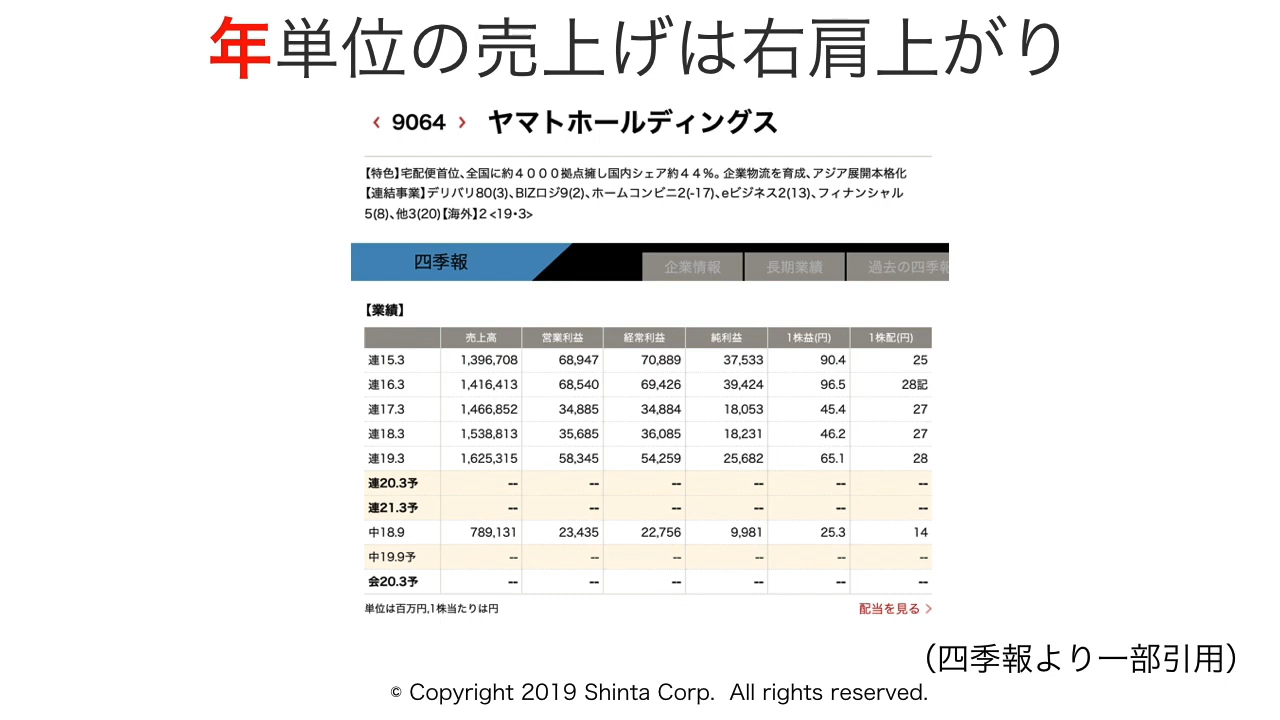 年単位の売上げは右肩上がり
‹ 9064 › ヤマトホールディングス
【特色】宅配便首位、全国に約４０００拠点擁し国内シェア約４４％。企業物流を育成、アジア展開本格化
【連結事業】デリバリ80(3)、BIZロジ9(2)、ホームコンビニ2(-17)、eビジネス2(13)、フィナンシャル
5(8)、他3(20)【海外】2 <19・3>
四季報 企業情報 長期業績 過去の四季報
【業績】
売上高 営業利益 経常利益 純利益 1株益(円) 1株配(円)
連15.3 1,396,708 68,947 70,889 37,533 90.4 25
連16.3 1,416,413 68,540 69,426 39,424 96.5 28記
連17.3 1,466,852 34,885 34,884 18,053 45.4 27
連18.3 1,538,813 35,685 36,085 18,231 46.2 27
連19.3 1,625,315 58,345 54,259 25,682 65.1 28
連20.3予 -- -- -- -- -- --
連21.3予 -- -- -- -- -- --
中18.9 789,131 23,435 22,756 9,981 25.3 14
中19.9予 -- -- -- -- -- --
会20.3予 -- -- -- -- -- --
単位は百万円,1株当たりは円 配当を見る ›
（四季報より一部引用）
© Copyright 2019 Shinta Corp. All rights reserved.